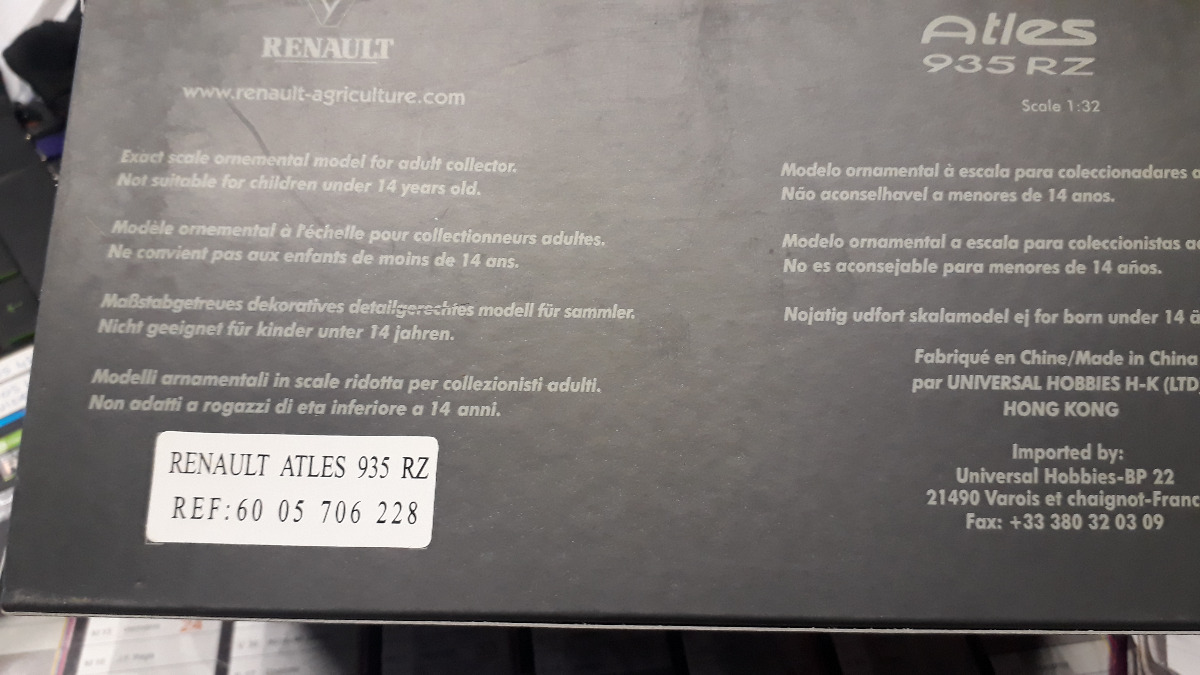 RENAULT
www.renault-agriculture.com
Exact scale ornemental model for adult collector.
Not suitable for children under 14 years old.
Modèle ornemental à l'échelle pour collectionneurs adultes.
Ne convient pas aux enfants de moins de 14 ans.
Maßstabgetreues dekoratives detailgerechtes modell für sammler.
Nicht geeignet für kinder unter 14 jahren.
Modelli arnamentali in scale ridotta per collezionisti adulti.
Non adatti a rogazzi di eta inferiore a 14 anni.
RENAULT ATLES 935 RZ
REF:60 05 706 228
Atles
935 RZ
Scale 1:32
Modelo ornamental à escala para coleccionadares a
Não aconselhavel a menores de 14 anos.
Modelo ornamental a escala para coleccionistas
No es aconsejable para menores de 14 años.
Nojatig udfort skalamodel ej for born under 14
Fabriqué en Chine/Made in China
par UNIVERSAL HOBBIES H-K (LTD)
HONG KONG
Imported by:
Universal Hobbies-BP 22
21490 Varois et chaignot-Franc
Fax: +33 380 32 03 09